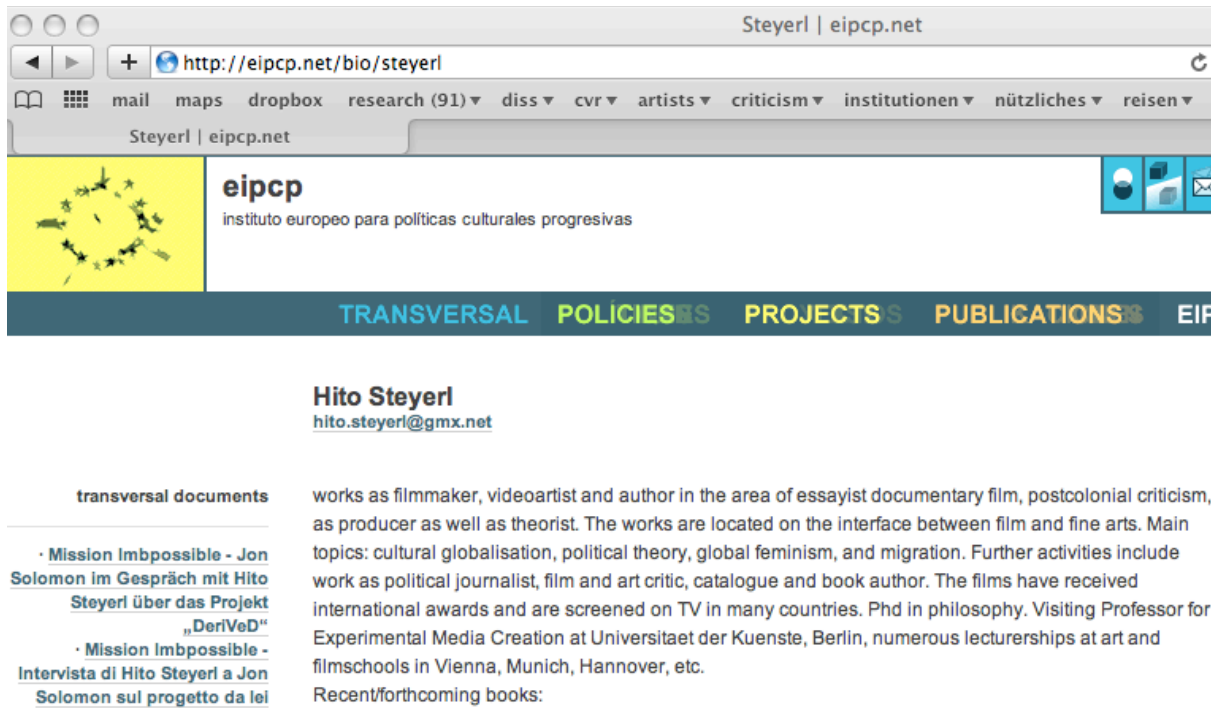 Steyerl | eipcp.net
http://eipcp.net/bio/steyerl
mail maps dropbox research (91) diss cvr artists criticism institutionen nützliches reisen
Steyerl | eipcp.net
eipcp
instituto europeo para políticas culturales progresivas
TRANSVERSAL POLÍCIES PROJECTS PUBLICATIONS EIP
Hito Steyerl
hito.steyerl@gmx.net
transversal documents
· Mission Imbpossible - Jon
Solomon im Gespräch mit Hito
Steyerl über das Projekt
„DeriVeD“
· Mission Imbpossible -
Intervista di Hito Steyerl a Jon
Solomon sul progetto da lei
works as filmmaker, videoartist and author in the area of essayist documentary film, postcolonial criticism,
as producer as well as theorist. The works are located on the interface between film and fine arts. Main
topics: cultural globalisation, political theory, global feminism, and migration. Further activities include
work as political journalist, film and art critic, catalogue and book author. The films have received
international awards and are screened on TV in many countries. Phd in philosophy. Visiting Professor for
Experimental Media Creation at Universitaet der Kuenste, Berlin, numerous lecturerships at art and
filmschools in Vienna, Munich, Hannover, etc.
Recent/forthcoming books: